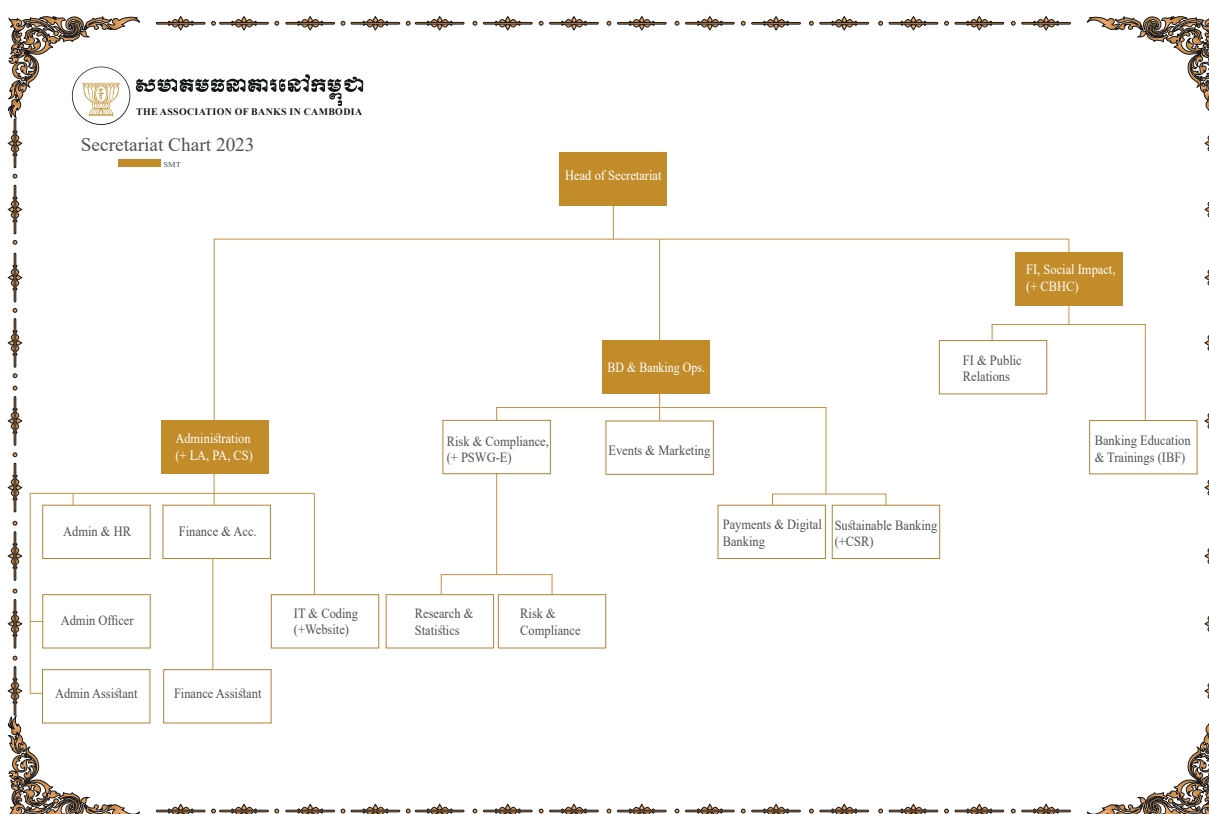 សមាគមធនាគារនៅកម្ពុជា
THE ASSOCIATION OF BANKS IN CAMBODIA
Secretariat Chart 2023
SMT
Head of Secretariat
FI, Social Impact,
(+ CBHC)
FI & Public
Relations
BD & Banking Ops.
Administration
(+ LA, PA, CS)
Risk & Compliance,
(+ PSWG-E)
Events & Marketing
Banking Education
& Trainings (IBF)
Admin & HR
Finance & Acc.
Payments & Digital
Banking
Sustainable Banking
(+CSR)
Admin Officer
IT & Coding
(+Website)
Research &
Statistics
Risk &
Compliance
Admin Assistant
Finance Assistant